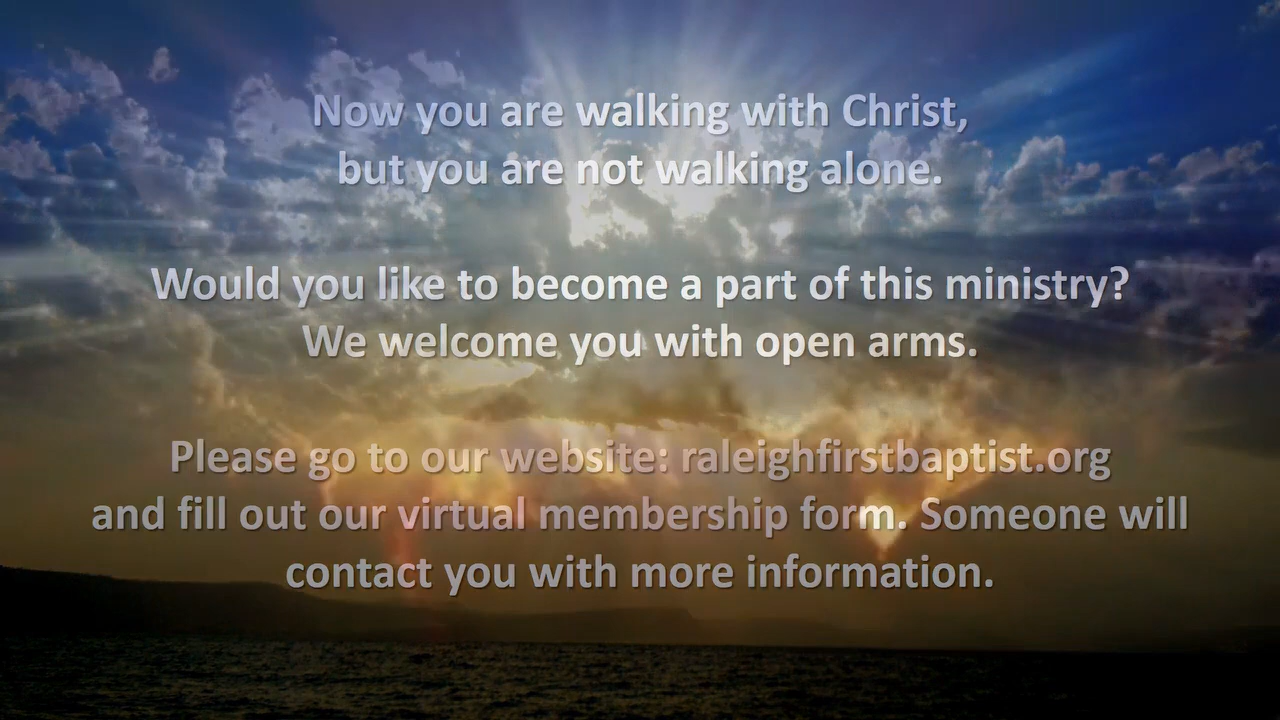 Now you are walking with Christ,
but you are not walking alone.
Would you like to become a part of this ministry?
We welcome you with open arms.
Please go to our website: raleighfirstbaptist.org
and fill out our virtual membership form. Someone will
contact you with more information.